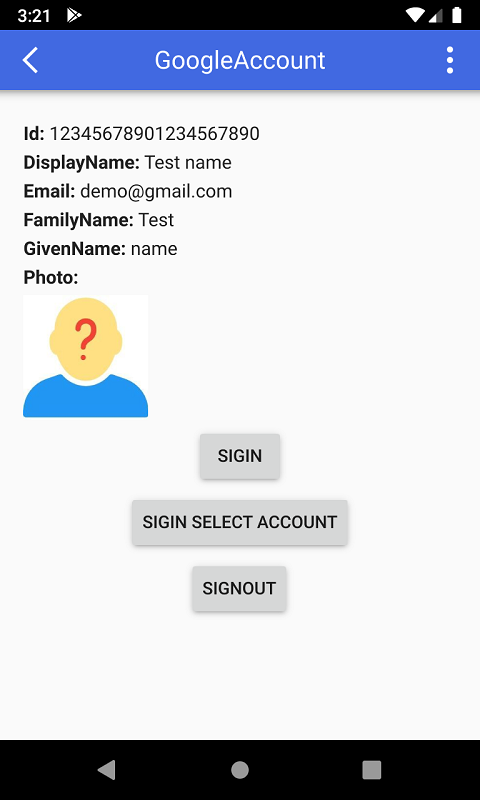 3:21
GoogleAccount
Id: 12345678901234567890
DisplayName: Test name
Email: demo@gmail.com
FamilyName: Test
GivenName: name
Photo:
?
SIGIN
SIGIN SELECT ACCOUNT
SIGNOUT